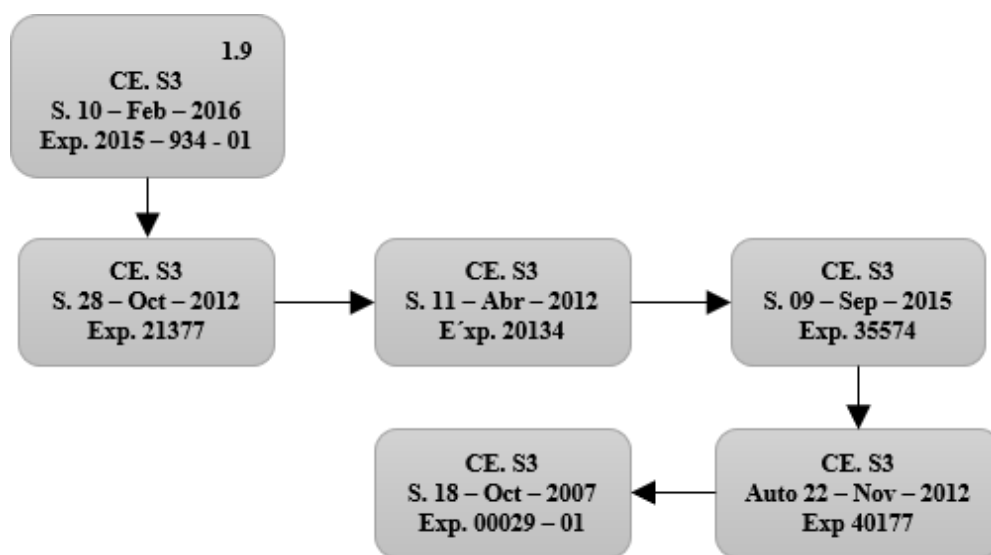 1.9
CE. S3
S. 10 – Feb – 2016
Exp. 2015 – 934 - 01
CE. S3
S. 28 – Oct – 2012
Exp. 21377
CE. S3
S. 11 – Abr – 2012
E´xp. 20134
CE. S3
S. 09 – Sep – 2015
Exp. 35574
CE. S3
Auto 22 – Nov – 2012
Exp 40177
CE. S3
S. 18 – Oct – 2007
Exp. 00029 – 01